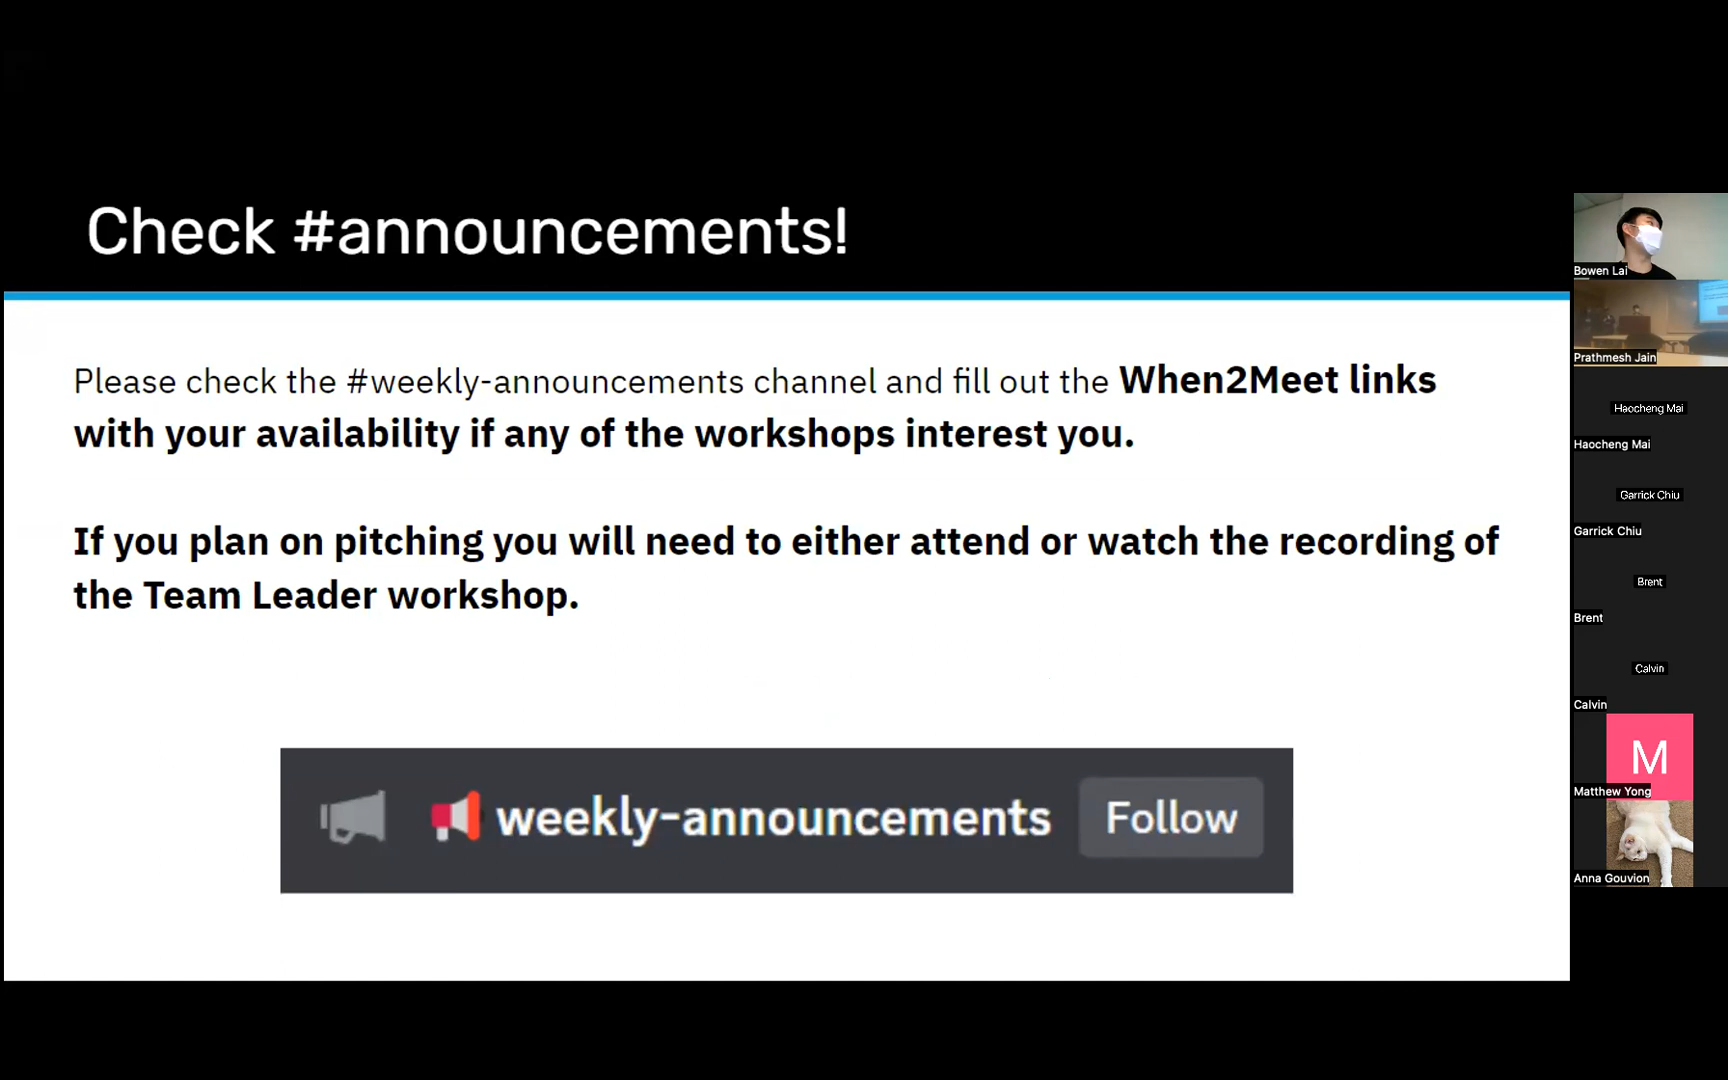 Check #announcements!
Please check the #weekly-announcements channel and fill out the When2Meet links
with your availability if any of the workshops interest you.
If you plan on pitching you will need to either attend or watch the recording of
the Team Leader workshop.
weekly-announcements Follow
Bowen Lai
Prathmesh Jain
Haocheng Mai
Haocheng Mai
Garrick Chiu
Garrick Chiu
Brent
Brent
Calvin
Calvin
M
Matthew Yong
Anna Gouvion